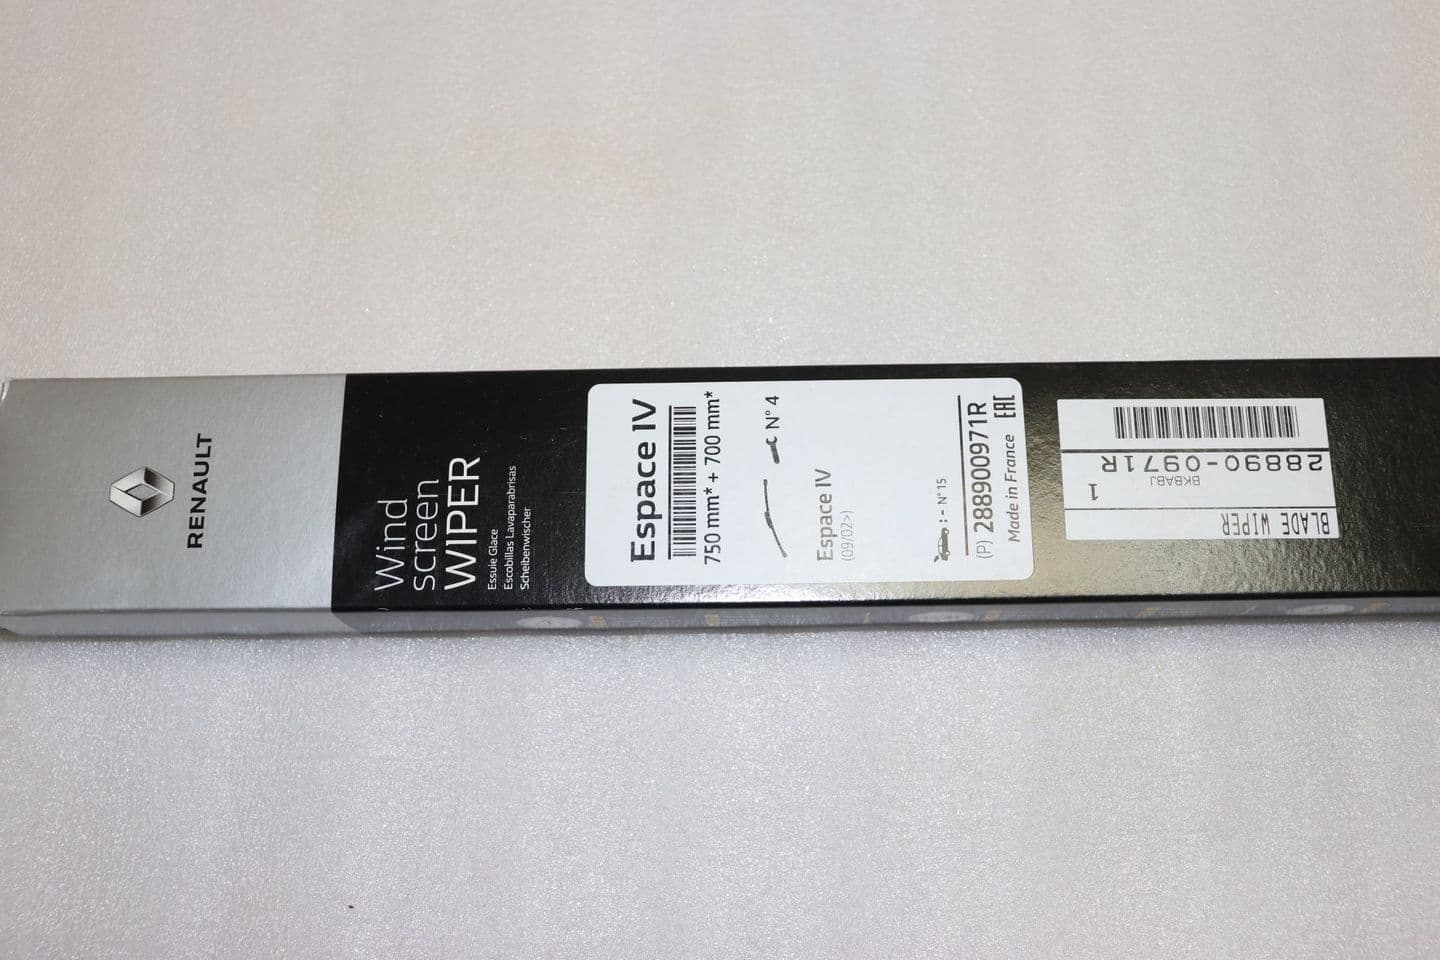 RENAULT
Wind
screen
WIPER
Essuie Glace
Escobillas Lavaparabrisas
Scheibenwischer
Espace IV
750 mm* + 700 mm*
N° 4
Espace IV
(09/02>)
: - N° 15
(P) 288900971R
Made in France EAC
28890-0971R
BKBABJ
1
BLADE WIPER